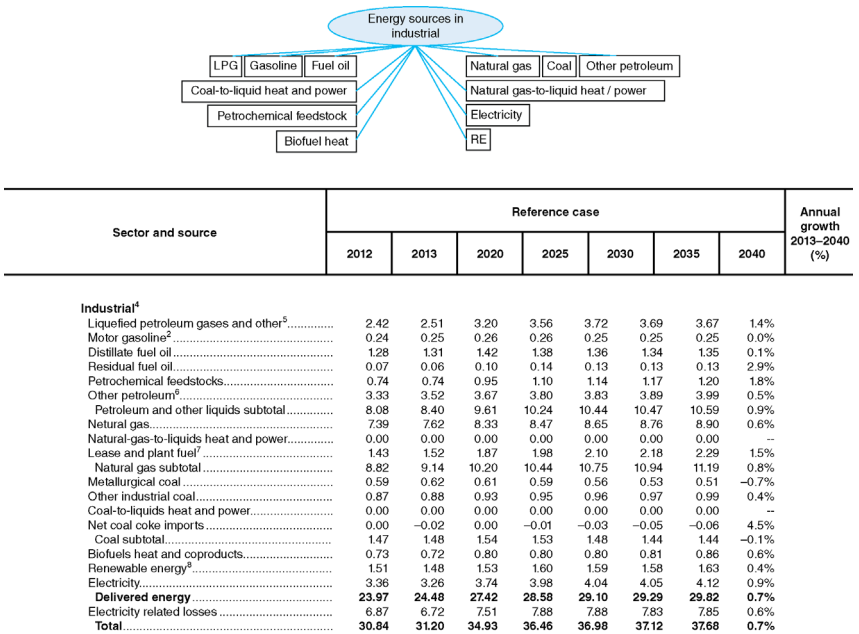 Energy sources in
industrial
LPG Gasoline Fuel oil Natural gas Coal Other petroleum
Coal-to-liquid heat and power Natural gas-to-liquid heat / power
Petrochemical feedstock Electricity
Biofuel heat RE
Sector and source Reference case Annual growth 2013–2040 (%)
2012 2013 2020 2025 2030 2035 2040
Industrial4
Liquefied petroleum gases and other5.............. 2.42 2.51 3.20 3.56 3.72 3.69 3.67 1.4%
Motor gasoline2 .............. 0.24 0.25 0.26 0.26 0.25 0.25 0.25 0.0%
Distillate fuel oil .............. 1.28 1.31 1.42 1.38 1.36 1.34 1.35 0.1%
Residual fuel oil.............. 0.07 0.06 0.10 0.14 0.13 0.13 0.13 2.9%
Petrochemical feedstocks.............. 0.74 0.74 0.95 1.10 1.14 1.17 1.20 1.8%
Other petroleum6.............. 3.33 3.52 3.67 3.80 3.83 3.89 3.99 0.5%
Petroleum and other liquids subtotal.............. 8.08 8.40 9.61 10.24 10.44 10.47 10.59 0.9%
Netural gas.............. 7.39 7.62 8.33 8.47 8.65 8.76 8.90 0.6%
Natural-gas-to-liquids heat and power.............. 0.00 0.00 0.00 0.00 0.00 0.00 0.00 --
Lease and plant fuel7 .............. 1.43 1.52 1.87 1.98 2.10 2.18 2.29 1.5%
Natural gas subtotal .............. 8.82 9.14 10.20 10.44 10.75 10.94 11.19 0.8%
Metallurgical coal .............. 0.59 0.62 0.61 0.59 0.56 0.53 0.51 –0.7%
Other industrial coal.............. 0.87 0.88 0.93 0.95 0.96 0.97 0.99 0.4%
Coal-to-liquids heat and power.............. 0.00 0.00 0.00 0.00 0.00 0.00 0.00 --
Net coal coke imports .............. 0.00 –0.02 0.00 –0.01 –0.03 –0.05 –0.06 4.5%
Coal subtotal.............. 1.47 1.48 1.54 1.53 1.48 1.44 1.44 –0.1%
Biofuels heat and coproducts.............. 0.73 0.72 0.80 0.80 0.80 0.81 0.86 0.6%
Renewable energy8.............. 1.51 1.48 1.53 1.60 1.59 1.58 1.63 0.4%
Electricity.............. 3.36 3.26 3.74 3.98 4.04 4.05 4.12 0.9%
Delivered energy .............. 23.97 24.48 27.42 28.58 29.10 29.29 29.82 0.7%
Electricity related losses .............. 6.87 6.72 7.51 7.88 7.88 7.83 7.85 0.6%
Total.............. 30.84 31.20 34.93 36.46 36.98 37.12 37.68 0.7%